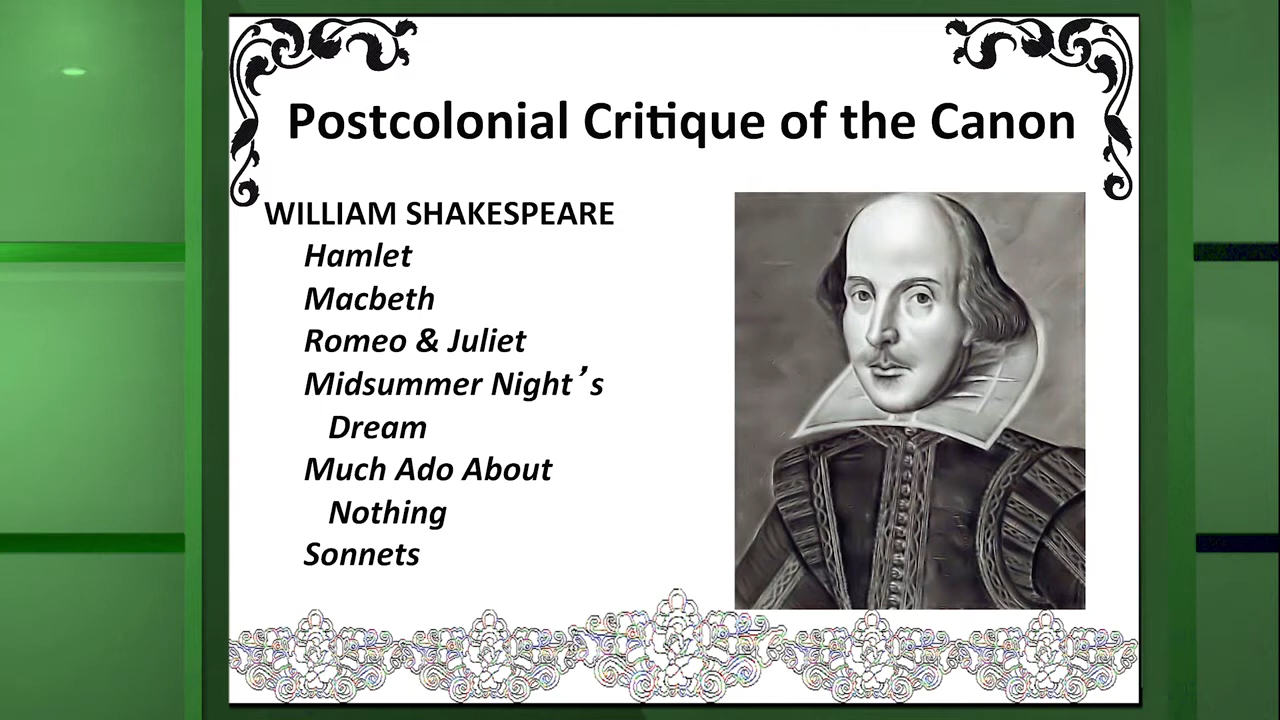 Postcolonial Critique of the Canon
WILLIAM SHAKESPEARE
Hamlet
Macbeth
Romeo & Juliet
Midsummer Night’s
Dream
Much Ado About
Nothing
Sonnets